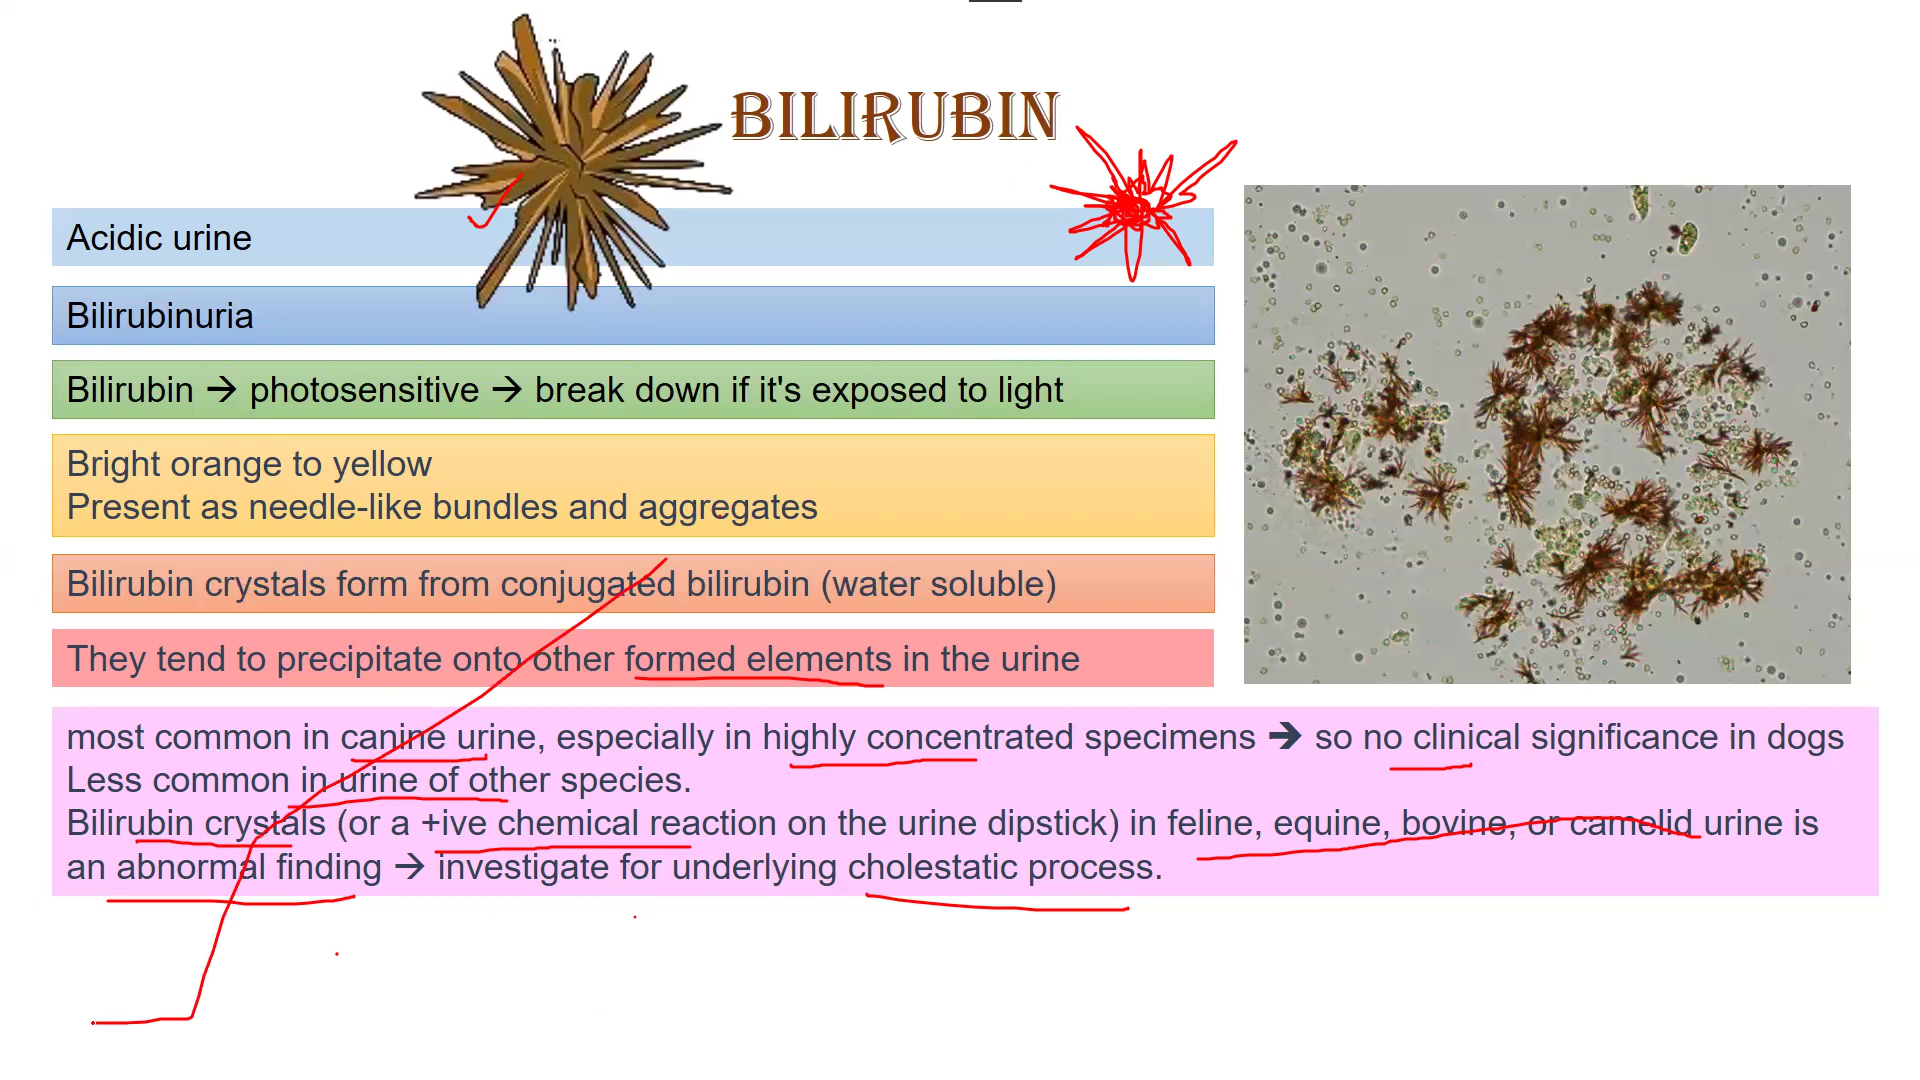 BILIRUBIN
Acidic urine
Bilirubinuria
Bilirubin → photosensitive → break down if it's exposed to light
Bright orange to yellow
Present as needle-like bundles and aggregates
Bilirubin crystals form from conjugated bilirubin (water soluble)
They tend to precipitate onto other formed elements in the urine
most common in canine urine, especially in highly concentrated specimens → so no clinical significance in dogs
Less common in urine of other species.
Bilirubin crystals (or a +ive chemical reaction on the urine dipstick) in feline, equine, bovine, or camelid urine is
an abnormal finding → investigate for underlying cholestatic process.